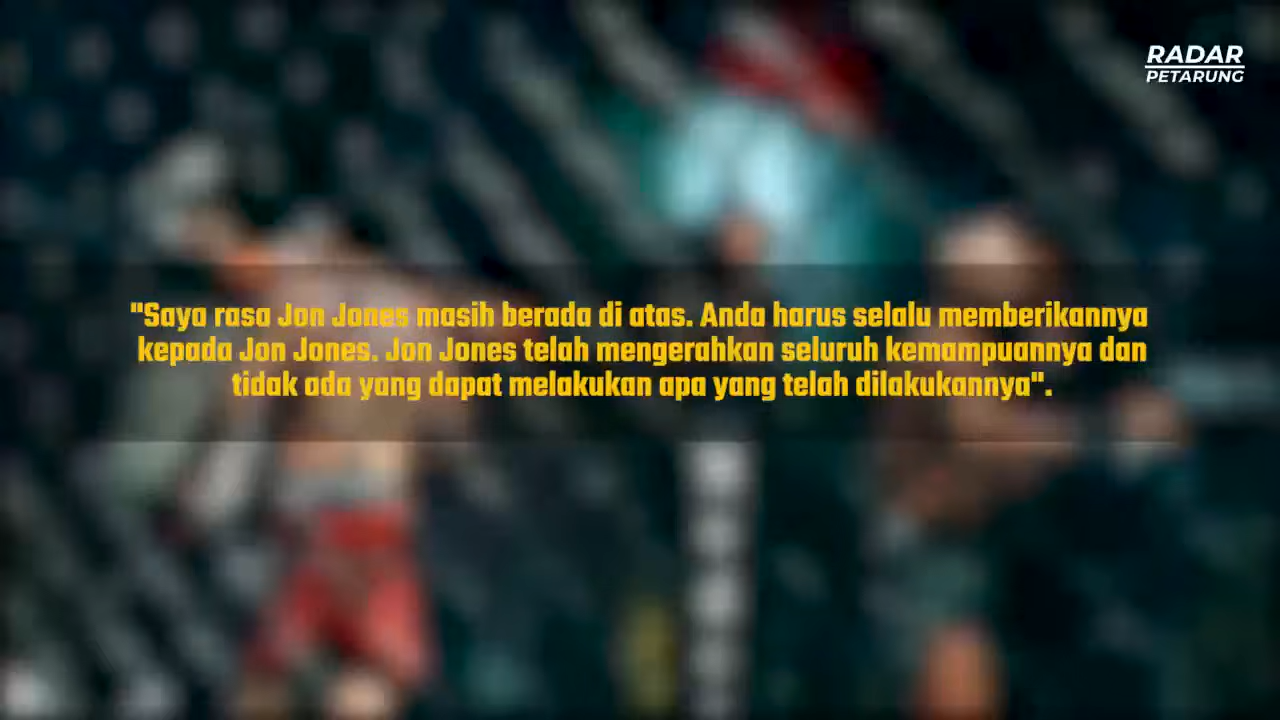 RADAR
PETARUNG
"Saya rasa Jon Jones masih berada di atas. Anda harus selalu memberikannya
kepada Jon Jones. Jon Jones telah mengerahkan seluruh kemampuannya dan
tidak ada yang dapat melakukan apa yang telah dilakukannya".